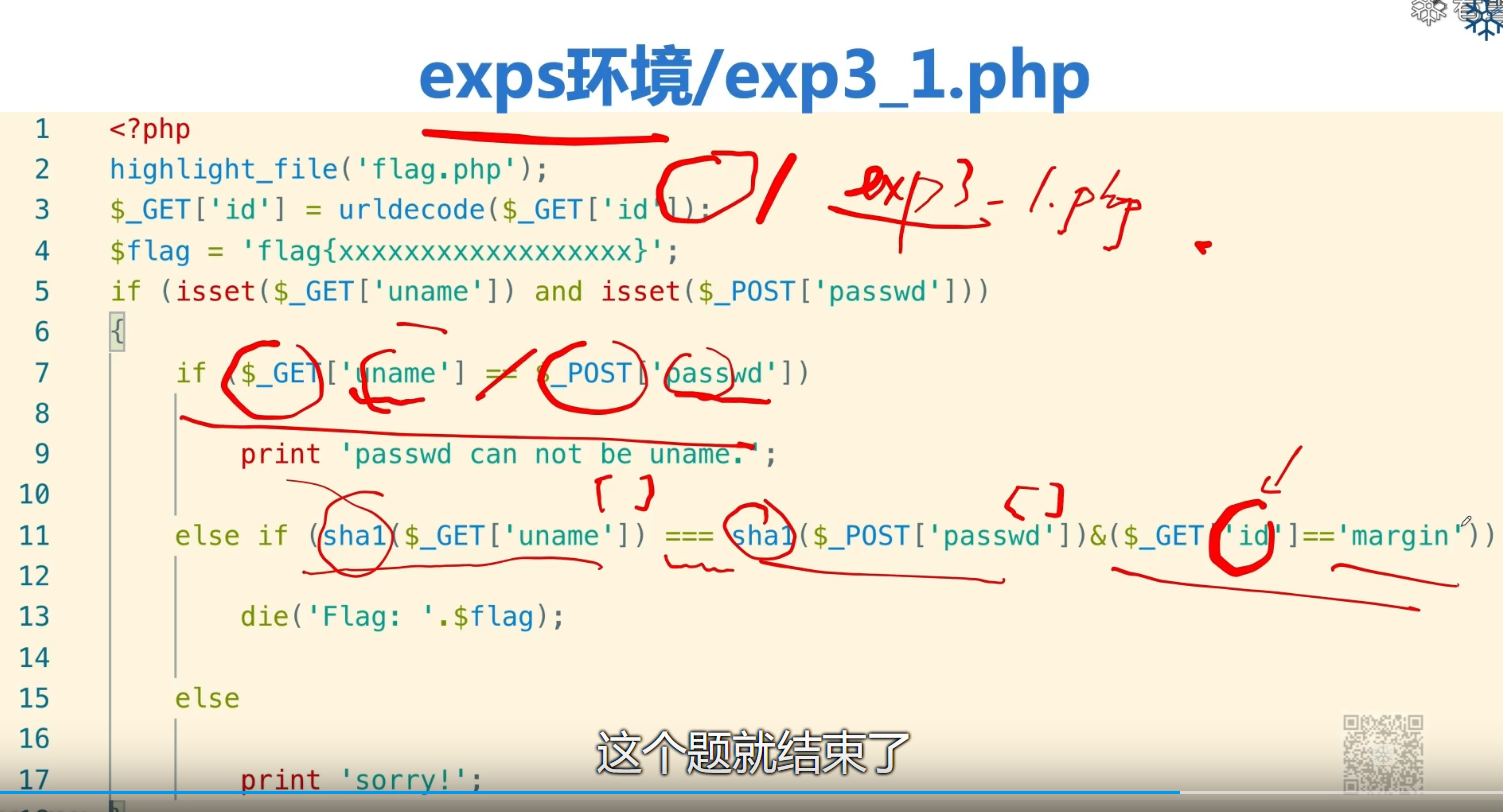 exps环境/exp3_1.php
1 <?php
2 highlight_file('flag.php');
3 $_GET['id'] = urldecode($_GET['id']);
exp3_1.php
4 $flag = 'flag{xxxxxxxxxxxxxxxxxx}';
5 if (isset($_GET['uname']) and isset($_POST['passwd']))
6 {
7 if ($_GET['uname'] == $_POST['passwd'])
8
9 print 'passwd can not be uname.';
10
[ ] [ ]
11 else if (sha1($_GET['uname']) === sha1($_POST['passwd'])&($_GET['id']=='margin'))
12
13 die('Flag: '.$flag);
14
15 else
16
这个题就结束了
17 print 'sorry!';